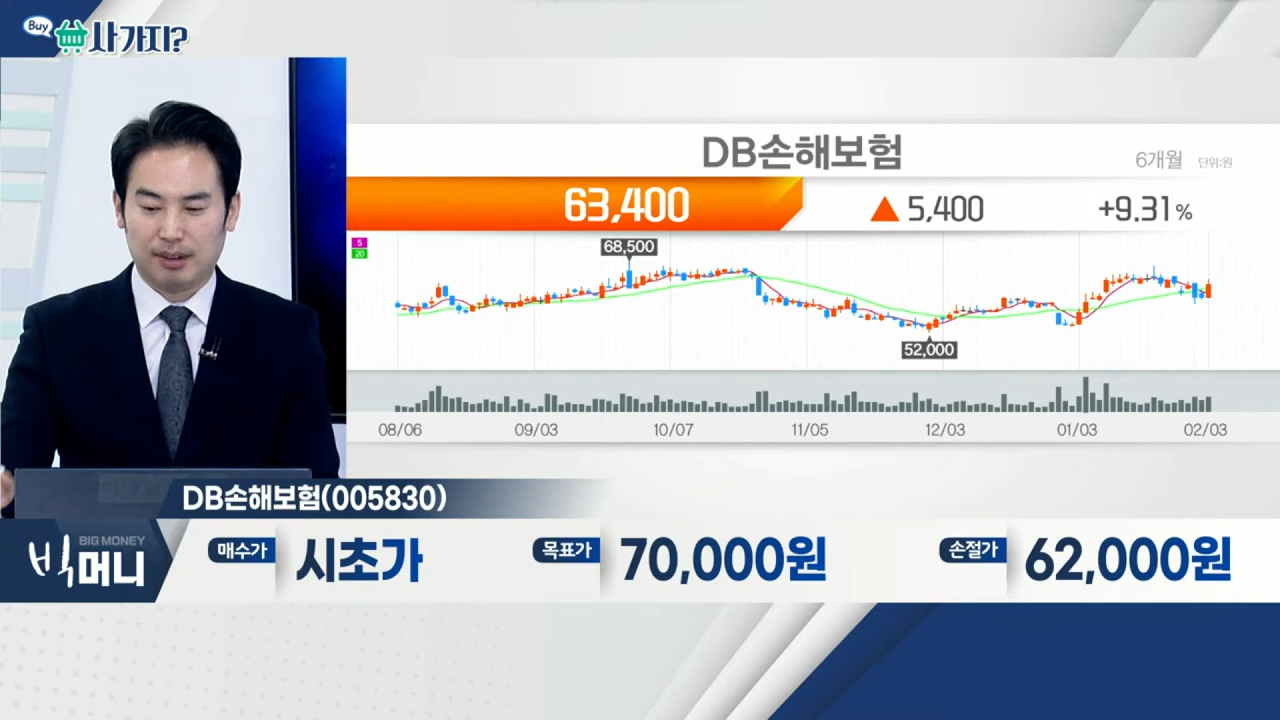 Buy
사 가지?
DB손해보험
6개월 단위:원
63,400
▲ 5,400
+9.31%
5
20
68,500
52,000
08/06 09/03 10/07 11/05 12/03 01/03 02/03
DB손해보험(005830)
BIG MONEY
빅머니
매수가 시초가
목표가 70,000원
손절가 62,000원